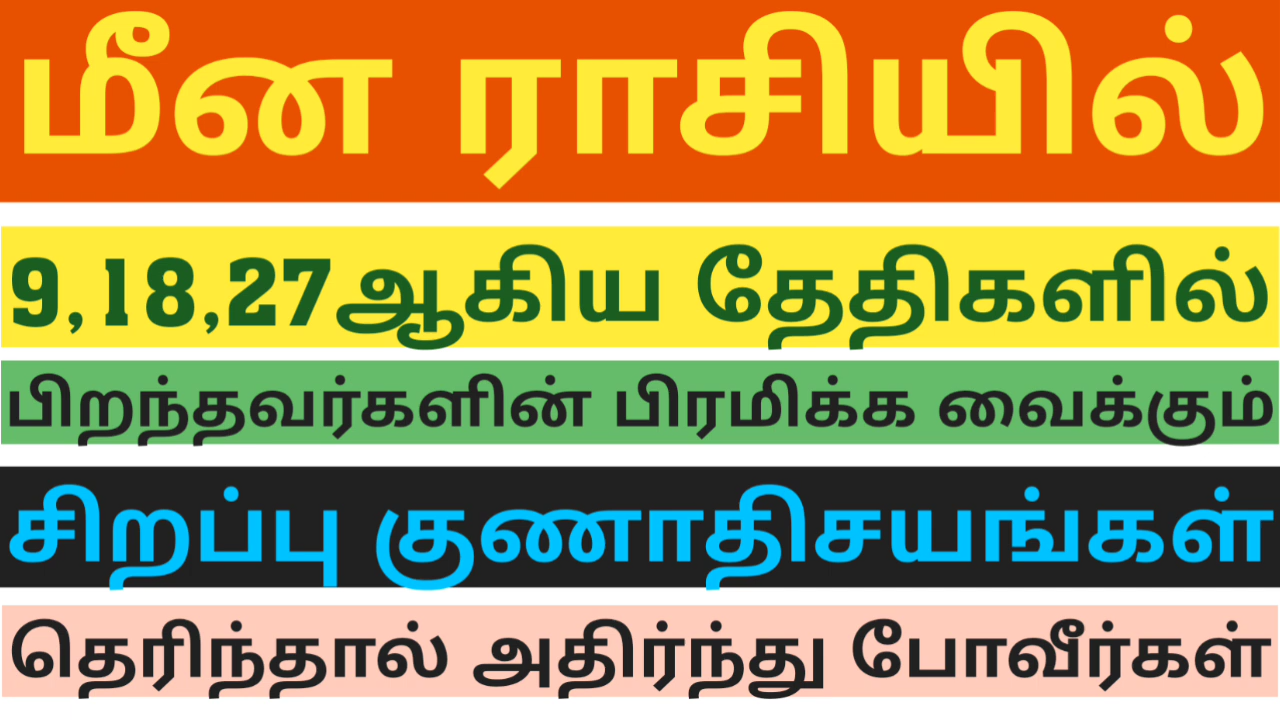 மீன ராசியில்
9,18,27ஆகிய தேதிகளில்
பிறந்தவர்களின் பிரமிக்க வைக்கும்
சிறப்பு குணாதிசயங்கள்
தெரிந்தால் அதிர்ந்து போவீர்கள்